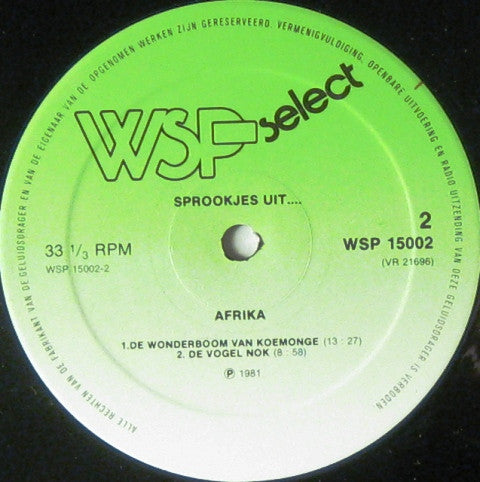 ALLE RECHTEN VAN DE FABRIKANT VAN DE GELUIDSDRAGER EN VAN DE EIGENAAR VAN DE OPGENOMEN WERKEN ZIJN GERESERVEERD. VERMENIGVULDIGING, OPENBARE UITVOERING EN RADIO UITZENDING VAN DEZE GELUIDSDRAGER IS VERBODEN
WSP select
SPROOKJES UIT....
2
33 1/3 RPM
WSP 15002
WSP 15002-2
(VR 21696)
AFRIKA
1.DE WONDERBOOM VAN KOEMONGE (13 : 27)
2. DE VOGEL NOK (8 : 58)
℗ 1981